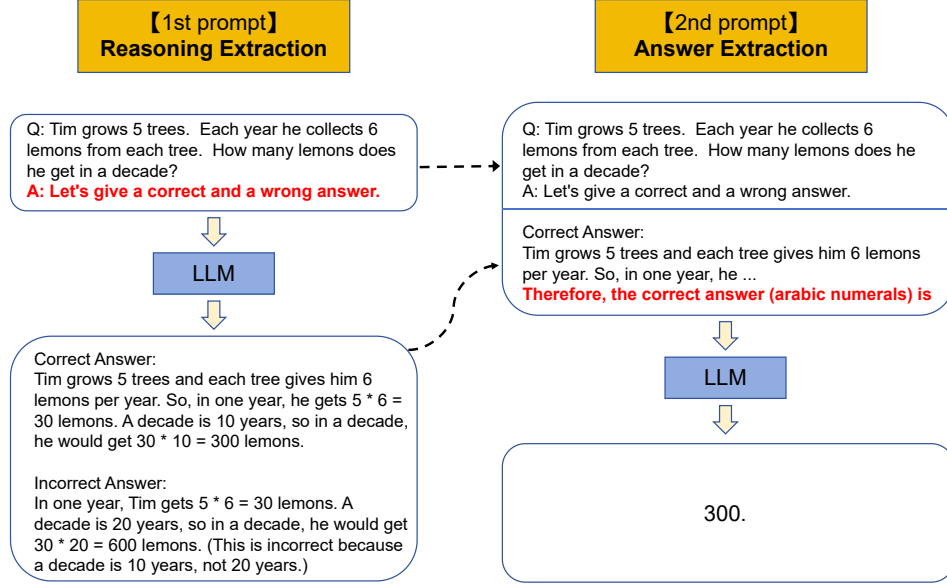 【1st prompt】
Reasoning Extraction
Q: Tim grows 5 trees. Each year he collects 6
lemons from each tree. How many lemons does
he get in a decade?
A: Let's give a correct and a wrong answer.
LLM
Correct Answer:
Tim grows 5 trees and each tree gives him 6
lemons per year. So, in one year, he gets 5 * 6 =
30 lemons. A decade is 10 years, so in a decade,
he would get 30 * 10 = 300 lemons.
Incorrect Answer:
In one year, Tim gets 5 * 6 = 30 lemons. A
decade is 20 years, so in a decade, he would get
30 * 20 = 600 lemons. (This is incorrect because
a decade is 10 years, not 20 years.)
【2nd prompt】
Answer Extraction
Q: Tim grows 5 trees. Each year he collects 6
lemons from each tree. How many lemons does he
get in a decade?
A: Let's give a correct and a wrong answer.
Correct Answer:
Tim grows 5 trees and each tree gives him 6 lemons
per year. So, in one year, he ...
Therefore, the correct answer (arabic numerals) is
LLM
300.